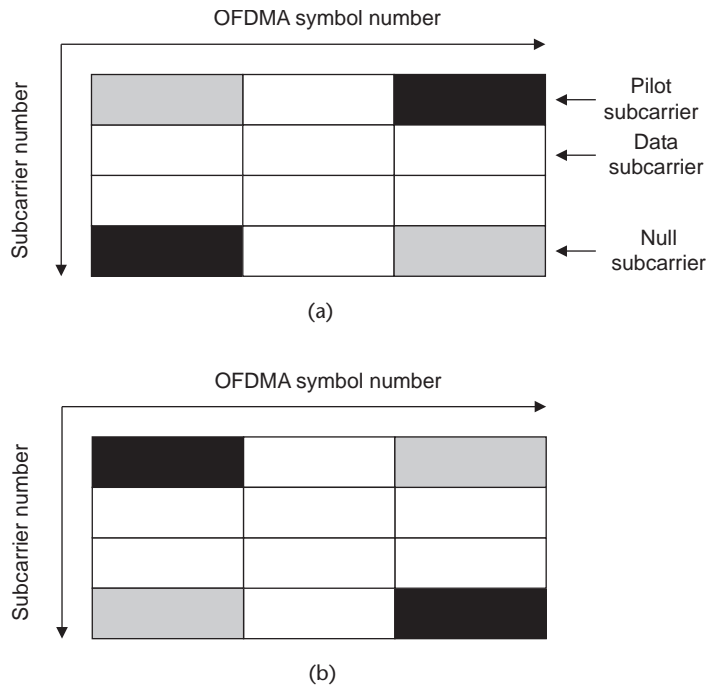 OFDMA symbol number
Subcarrier number
Pilot
subcarrier
Data
subcarrier
Null
subcarrier
(a)
OFDMA symbol number
Subcarrier number
(b)